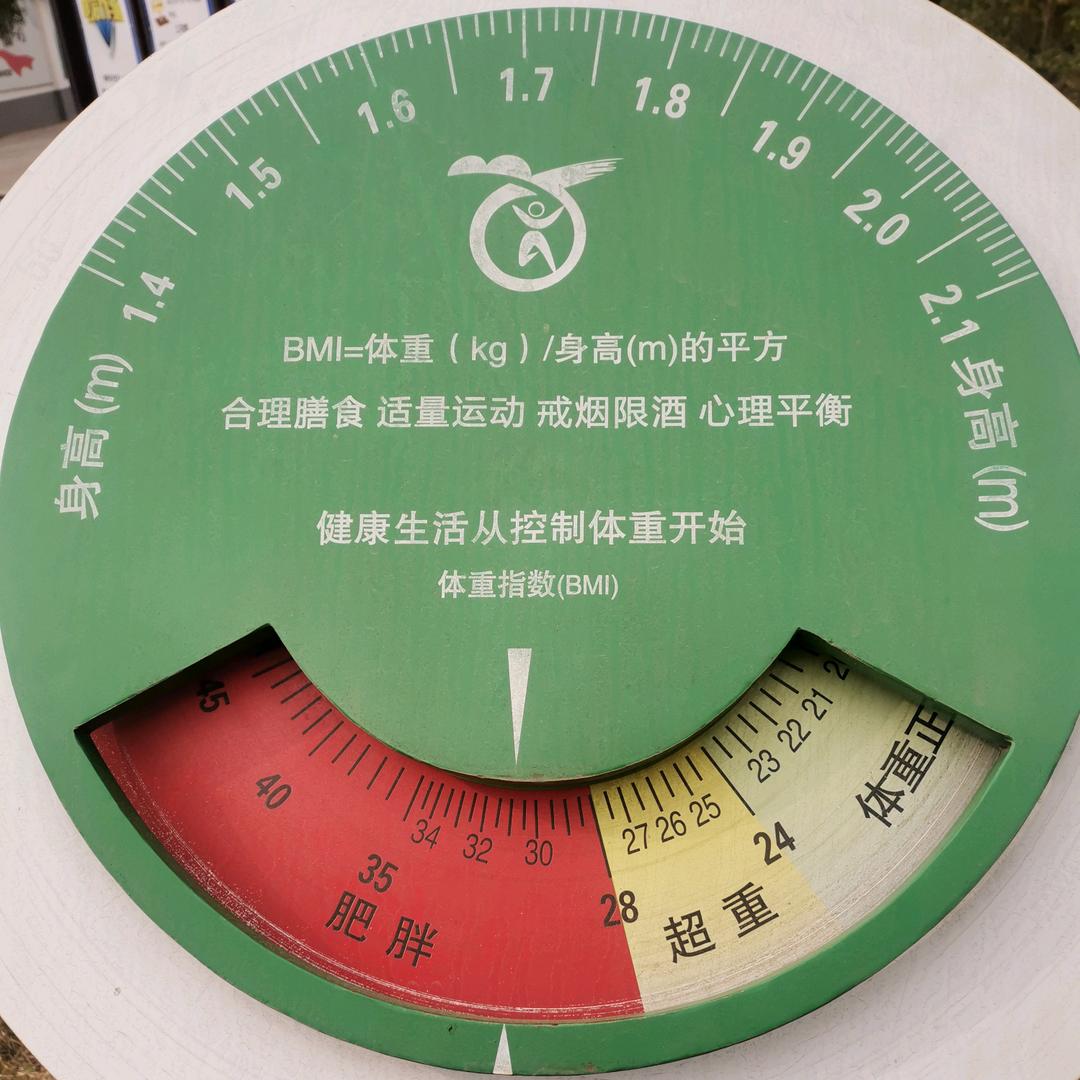 1.4 1.5 1.6 1.7 1.8 1.9 2.0 2.1
身高(m)
身高(m)
BMI=体重（kg）/身高(m)的平方
合理膳食 适量运动 戒烟限酒 心理平衡
健康生活从控制体重开始
体重指数(BMI)
45 40 35 34 32 30 28 27 26 25 24 23 22 21
肥胖
超重
体重正